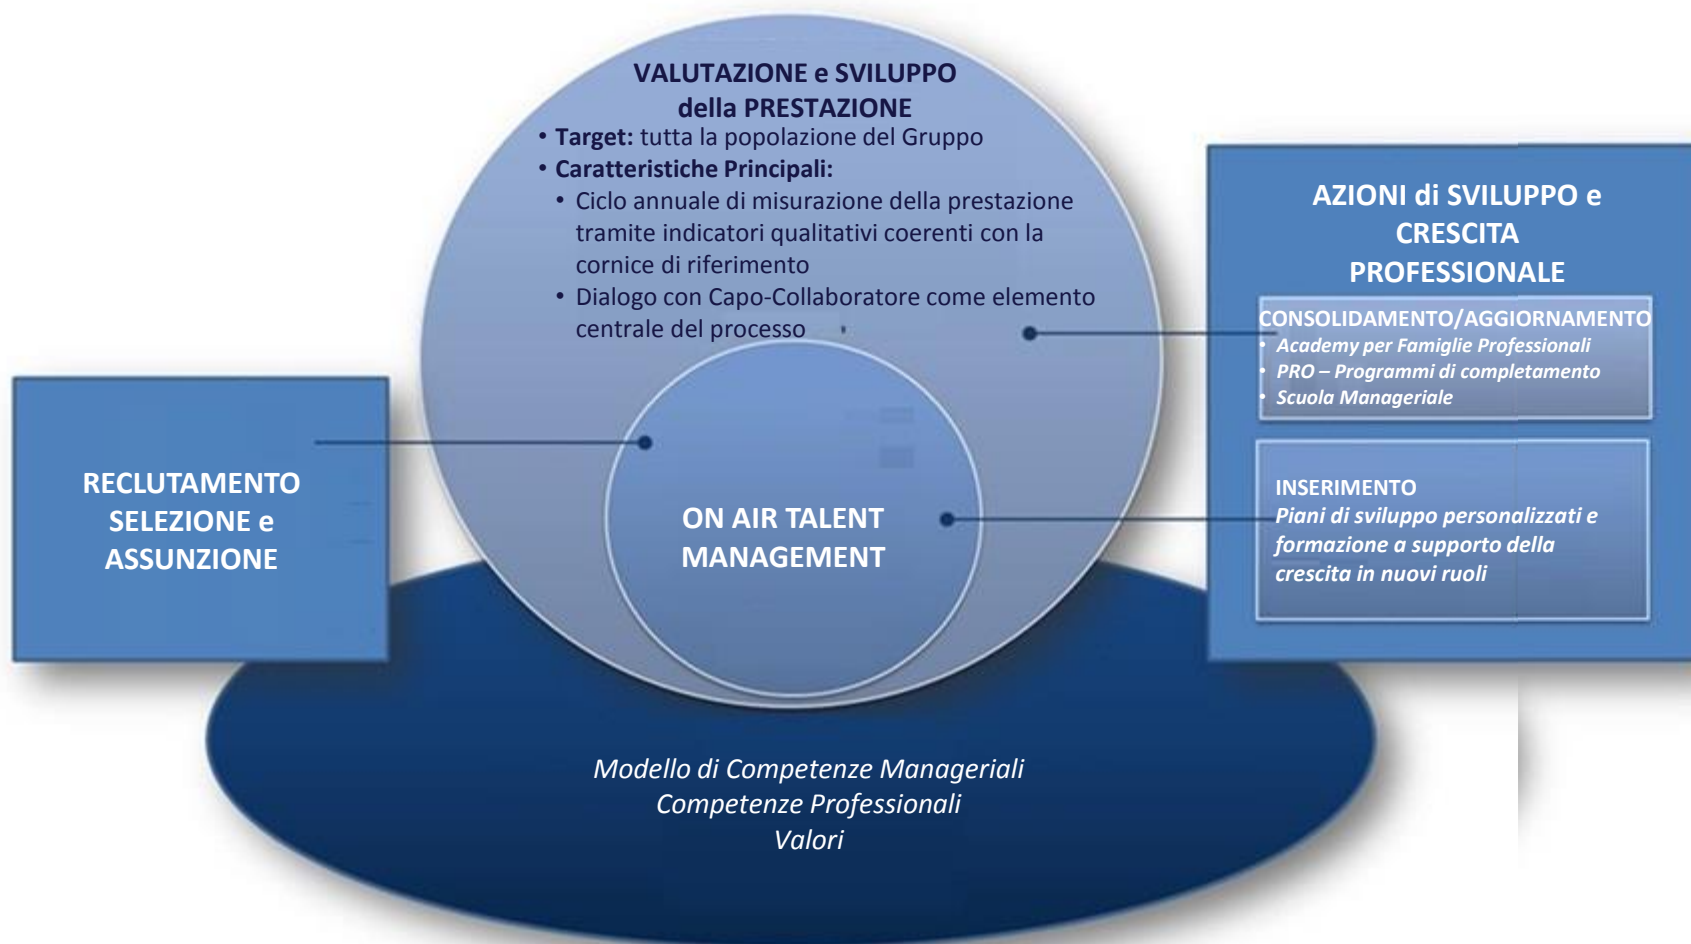 VALUTAZIONE e SVILUPPO
della PRESTAZIONE
• Target: tutta la popolazione del Gruppo
• Caratteristiche Principali:
• Ciclo annuale di misurazione della prestazione
tramite indicatori qualitativi coerenti con la
cornice di riferimento
• Dialogo con Capo-Collaboratore come elemento
centrale del processo
RECLUTAMENTO
SELEZIONE e
ASSUNZIONE
ON AIR TALENT
MANAGEMENT
AZIONI di SVILUPPO e
CRESCITA
PROFESSIONALE
CONSOLIDAMENTO/AGGIORNAMENTO
• Academy per Famiglie Professionali
• PRO – Programmi di completamento
• Scuola Manageriale
INSERIMENTO
Piani di sviluppo personalizzati e
formazione a supporto della
crescita in nuovi ruoli
Modello di Competenze Manageriali
Competenze Professionali
Valori